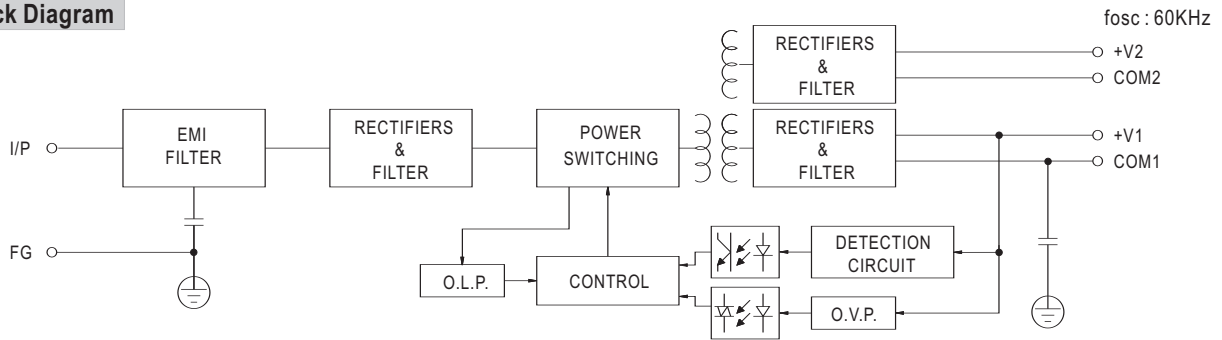 ck Diagram
fosc : 60KHz
RECTIFIERS
&
FILTER
+V2
COM2
I/P
EMI
FILTER
RECTIFIERS
&
FILTER
POWER
SWITCHING
RECTIFIERS
&
FILTER
+V1
COM1
FG
O.L.P.
CONTROL
DETECTION
CIRCUIT
O.V.P.